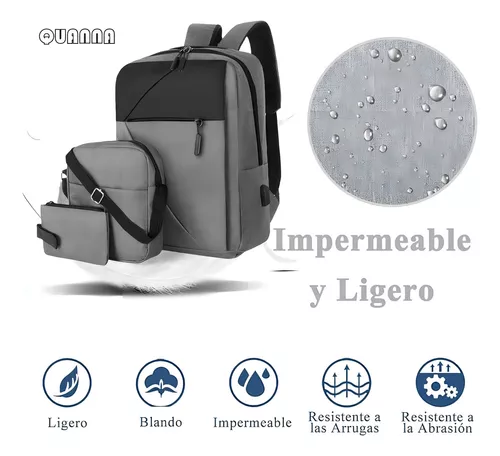 QUANNA
Impermeable
y Ligero
Ligero
Blando
Impermeable
Resistente a
las Arrugas
Resistente a
la Abrasión